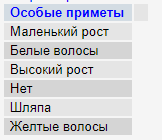 Особые приметы
Маленький рост
Белые волосы
Высокий рост
Нет
Шляпа
Желтые волосы